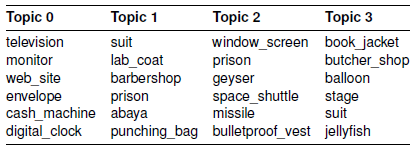 Topic 0 Topic 1 Topic 2 Topic 3
television suit window_screen book_jacket
monitor lab_coat prison butcher_shop
web_site barbershop geyser balloon
envelope prison space_shuttle stage
cash_machine abaya missile suit
digital_clock punching_bag bulletproof_vest jellyfish